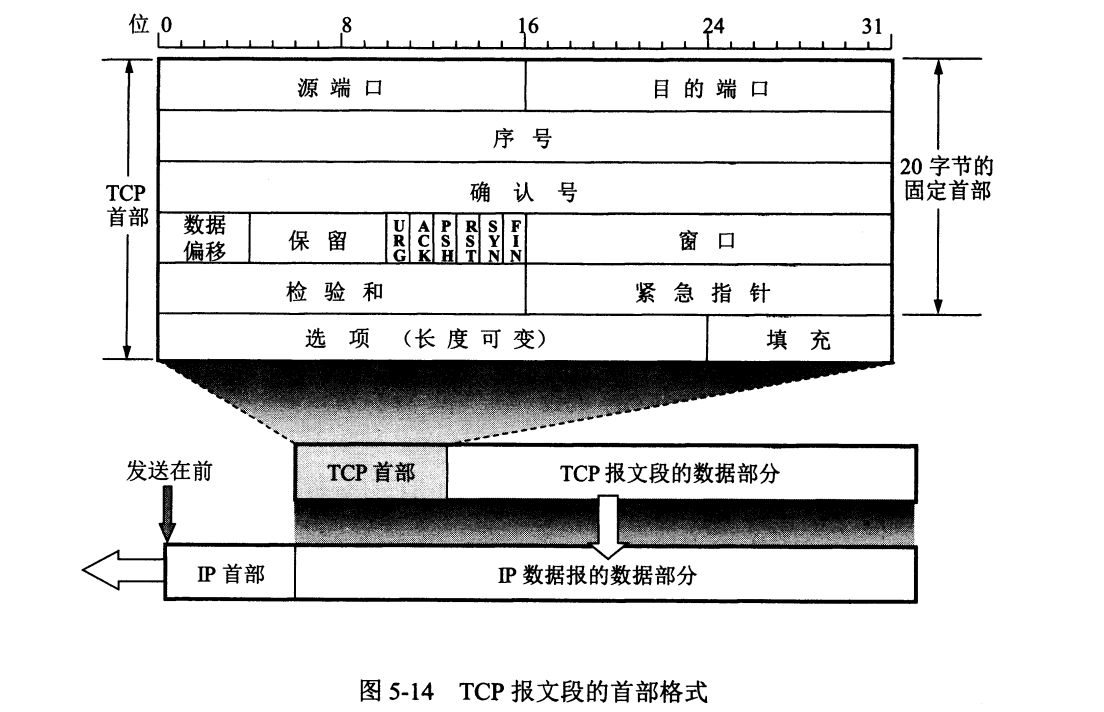 位 0 8 16 24 31
源端口 目的端口
序号
确认号
TCP
首部
20 字节的
固定首部
数据
偏移
保留
URG
ACK
PSH
RST
SYN
FIN
窗口
检验和 紧急指针
选项（长度可变） 填充
发送在前
TCP 首部 TCP 报文段的数据部分
IP 首部 IP 数据报的数据部分
图 5-14 TCP 报文段的首部格式